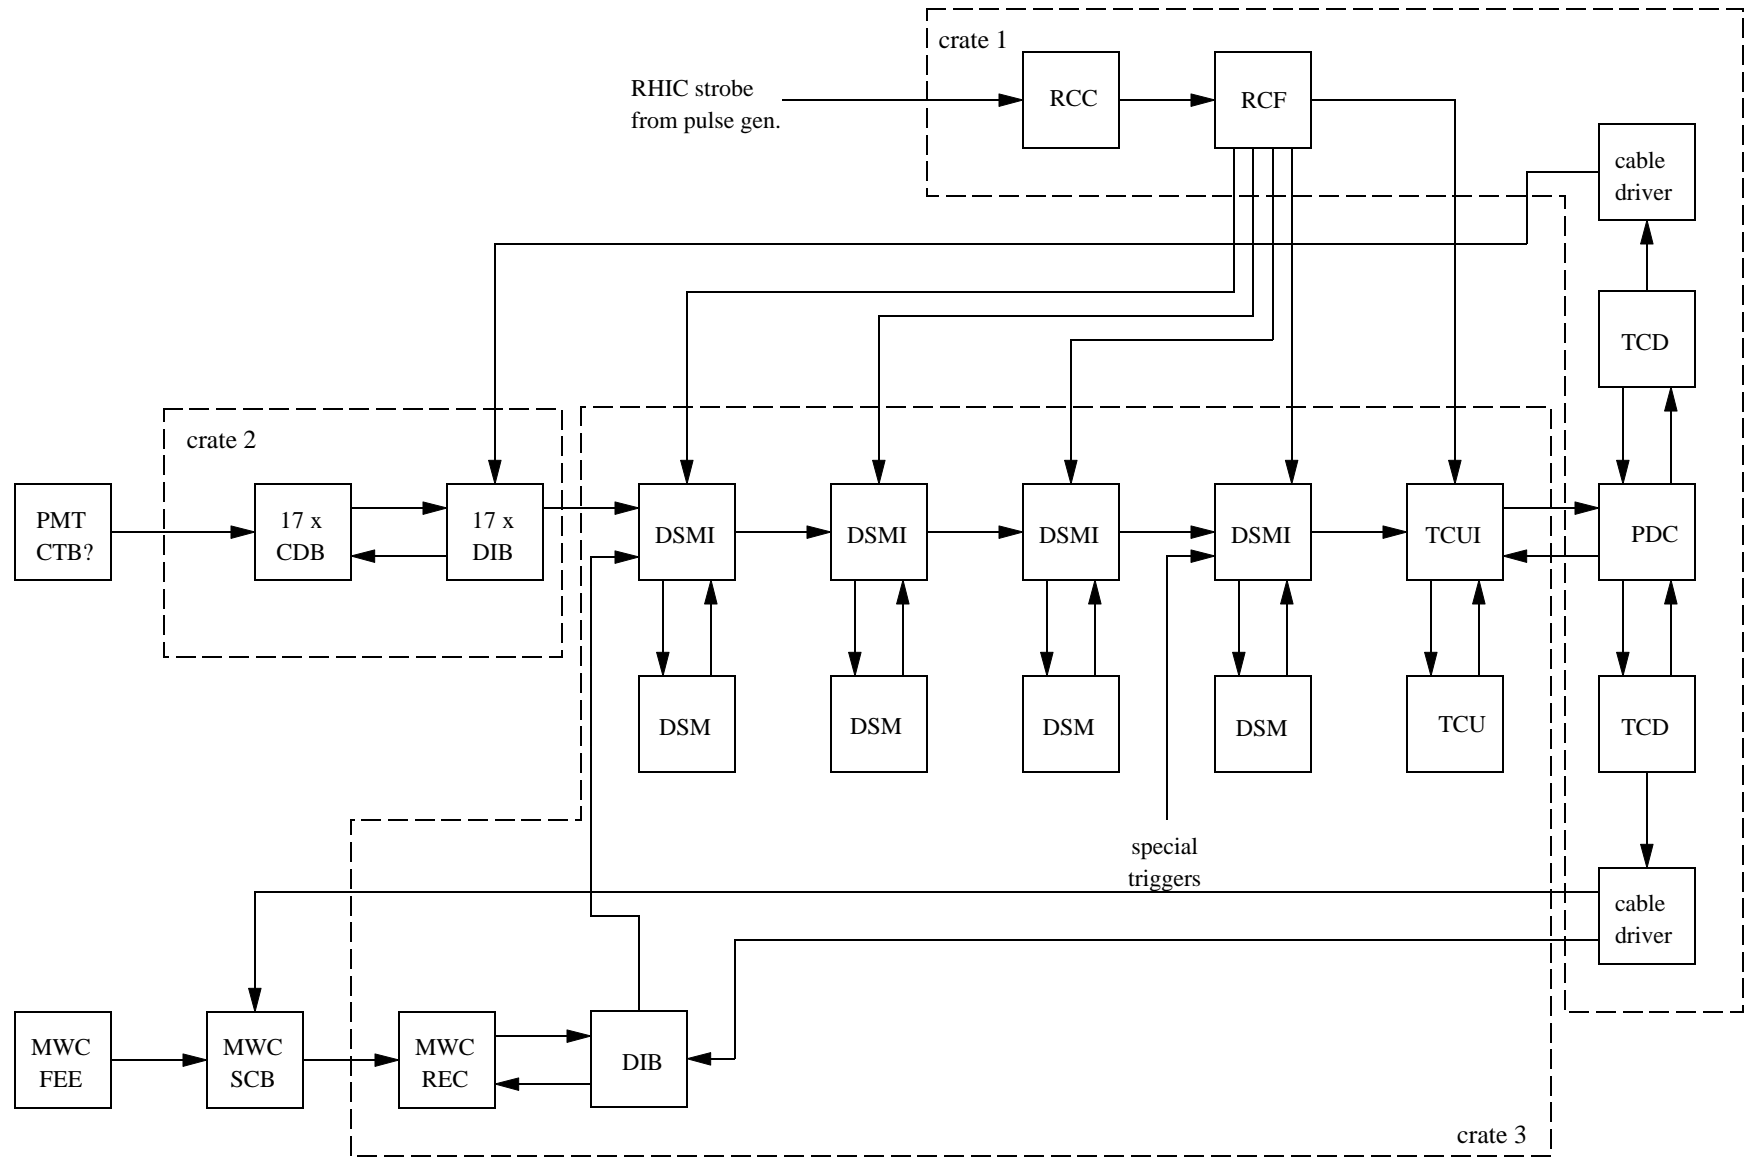 crate 1
RHIC strobe
from pulse gen.
RCC
RCF
cable
driver
TCD
crate 2
PMT
CTB?
17 x
CDB
17 x
DIB
DSMI
DSMI
DSMI
DSMI
TCUI
PDC
DSM
DSM
DSM
DSM
TCU
TCD
special
triggers
cable
driver
MWC
FEE
MWC
SCB
MWC
REC
DIB
crate 3